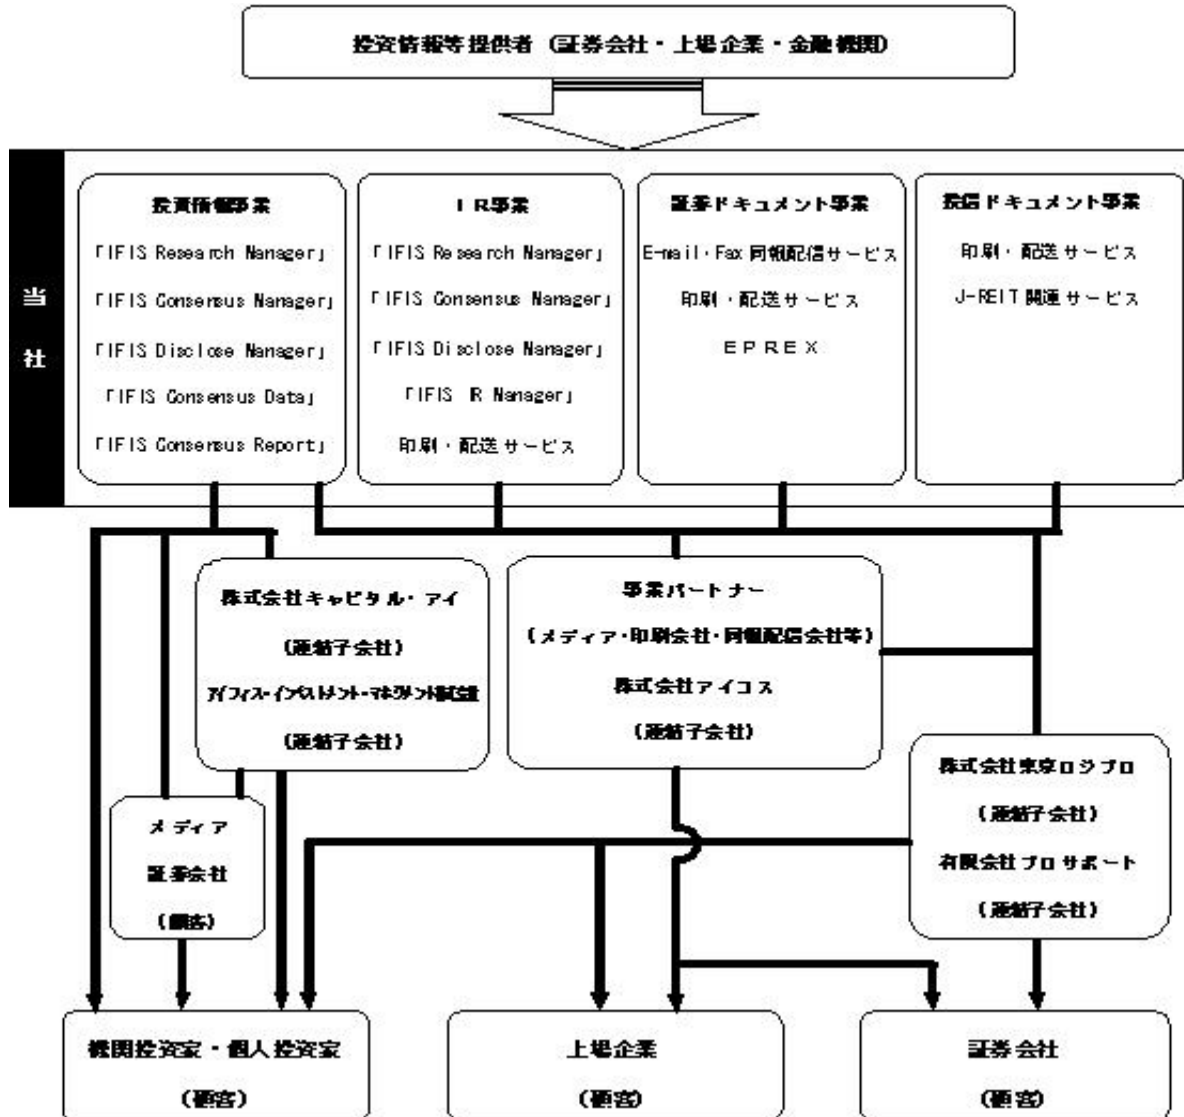 投資情報等提供者（証券会社・上場企業・金融機関）
当
社
投資情報事業
「IFIS Research Manager」
「IFIS Consensus Manager」
「IFIS Disclose Manager」
「IFIS Consensus Data」
「IFIS Consensus Report」
ＩＲ事業
「IFIS Research Manager」
「IFIS Consensus Manager」
「IFIS Disclose Manager」
「IFIS IR Manager」
印刷・配送サービス
証券ドキュメント事業
E-mail・Fax同報配信サービス
印刷・配送サービス
ＥＰＲＥＸ
投信ドキュメント事業
印刷・配送サービス
J-REIT関連サービス
株式会社キャピタル・アイ
（連結子会社）
アイフィス・インベストメント・マネジメント株式会社
（連結子会社）
事業パートナー
（メディア・印刷会社・同報配信会社等）
株式会社アイコス
（連結子会社）
株式会社東京ロジプロ
（連結子会社）
有限会社プロサポート
（連結子会社）
メディア
証券会社
（顧客）
機関投資家・個人投資家
（顧客）
上場企業
（顧客）
証券会社
（顧客）